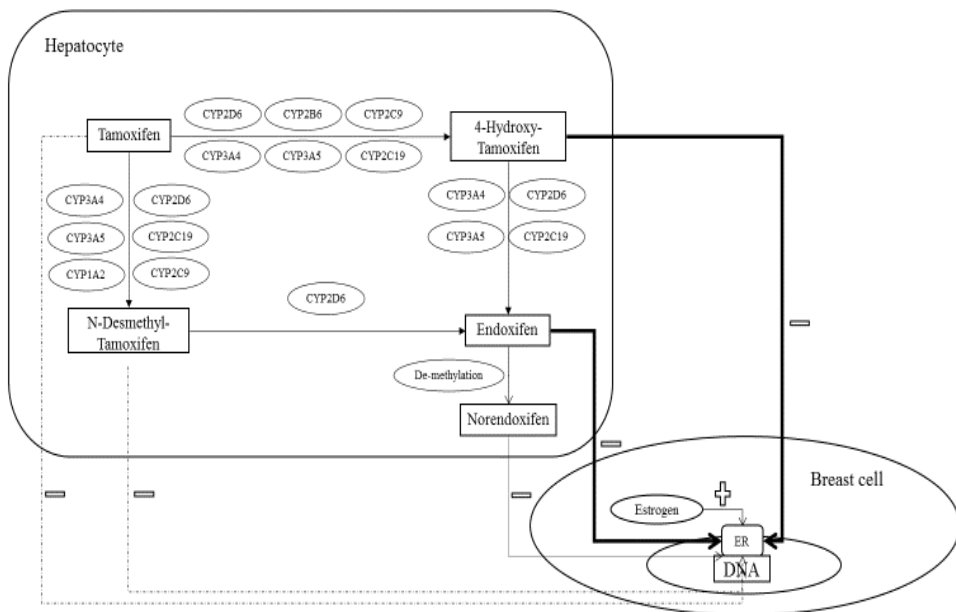 Hepatocyte
CYP2D6 CYP2B6 CYP2C9
Tamoxifen
4-Hydroxy-
Tamoxifen
CYP3A4 CYP3A5 CYP2C19
CYP3A4 CYP2D6
CYP3A4 CYP2D6
CYP3A5 CYP2C19
CYP3A5 CYP2C19
CYP1A2 CYP2C9
CYP2D6
N-Desmethyl-
Tamoxifen
Endoxifen
De-methylation
Norendoxifen
Breast cell
Estrogen
ER
DNA